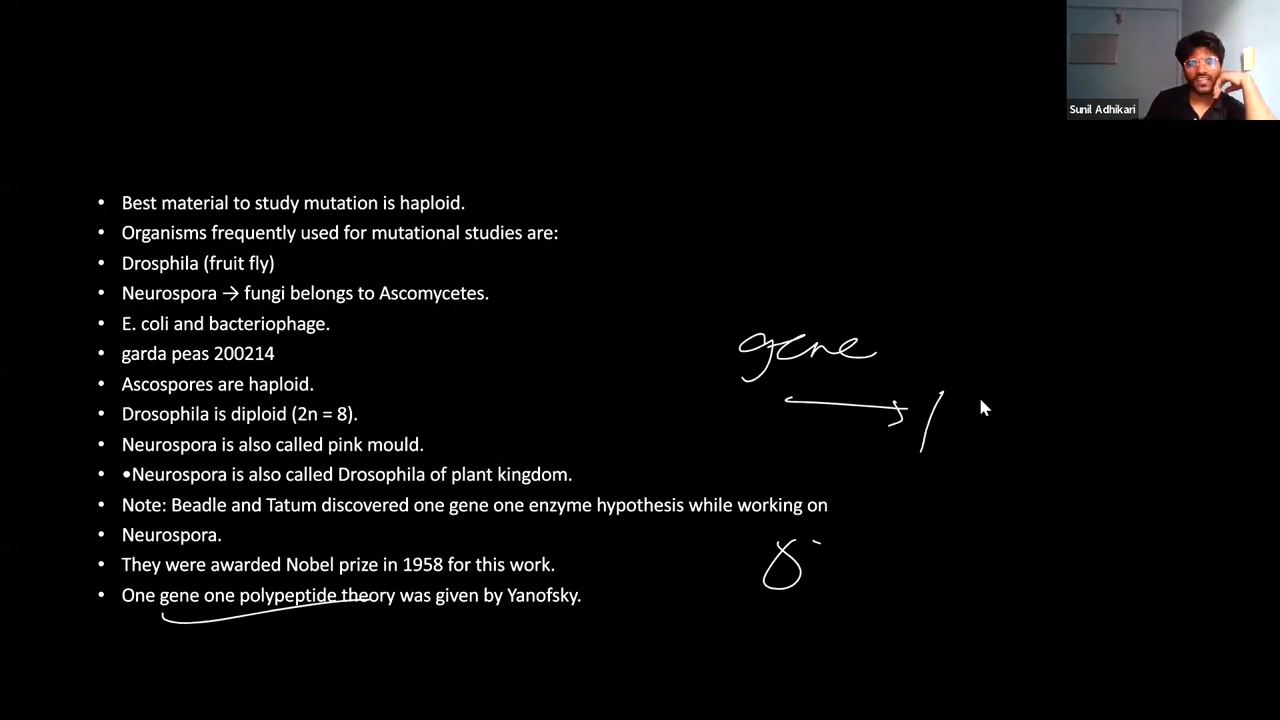 Sunil Adhikari
• Best material to study mutation is haploid.
• Organisms frequently used for mutational studies are:
• Drosphila (fruit fly)
• Neurospora → fungi belongs to Ascomycetes.
• E. coli and bacteriophage.
• garda peas 200214
gene
• Ascospores are haploid.
→
• Drosophila is diploid (2n = 8).
• Neurospora is also called pink mould.
• •Neurospora is also called Drosophila of plant kingdom.
• Note: Beadle and Tatum discovered one gene one enzyme hypothesis while working on
• Neurospora.
• They were awarded Nobel prize in 1958 for this work.
• One gene one polypeptide theory was given by Yanofsky.